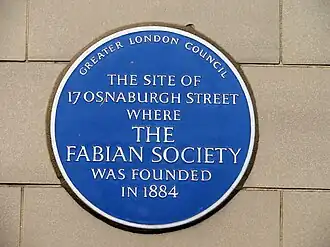 GREATER LONDON COUNCIL
THE SITE OF
17 OSNABURGH STREET
WHERE
THE
FABIAN SOCIETY
WAS FOUNDED
IN 1884